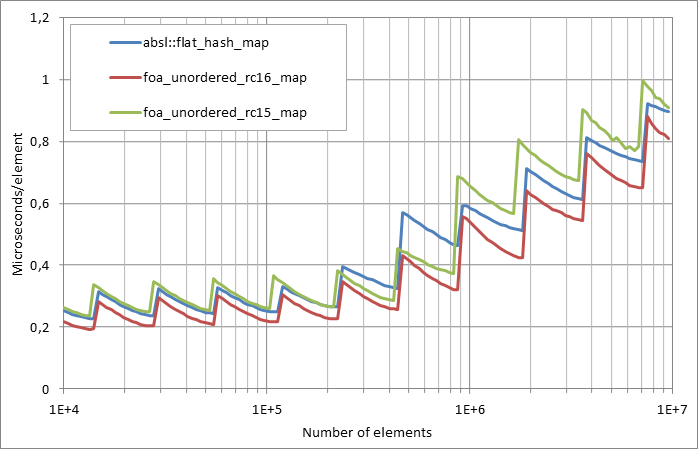 1,2
1
0,8
0,6
0,4
0,2
0
Microseconds/element
absl::flat_hash_map
foa_unordered_rc16_map
foa_unordered_rc15_map
1E+4 1E+5 1E+6 1E+7
Number of elements